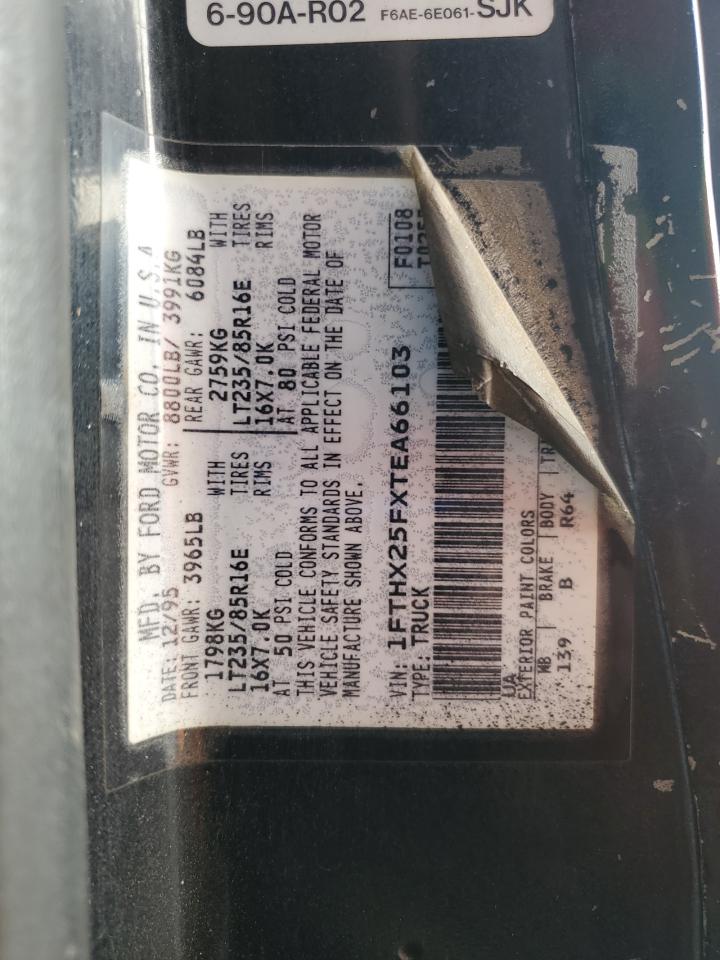 6-90A-R02 F6AE-6E061-SJK
MFD. BY FORD MOTOR CO. IN U.S.A
DATE: 12/95 GVWR: 8800LB/ 3991KG
FRONT GAWR: 3965LB REAR GAWR: 6084LB
1798KG WITH 2759KG WITH
LT235/85R16E TIRES LT235/85R16E TIRES
16X7.0K RIMS 16X7.0K RIMS
AT 50 PSI COLD AT 80 PSI COLD
THIS VEHICLE CONFORMS TO ALL APPLICABLE FEDERAL MOTOR
VEHICLE SAFETY STANDARDS IN EFFECT ON THE DATE OF
MANUFACTURE SHOWN ABOVE.
VIN: 1FTHX25FXTEA66103 F0108
TYPE: TRUCK
UA
EXTERIOR PAINT COLORS
WB BRAKE BODY TR
139 B R64